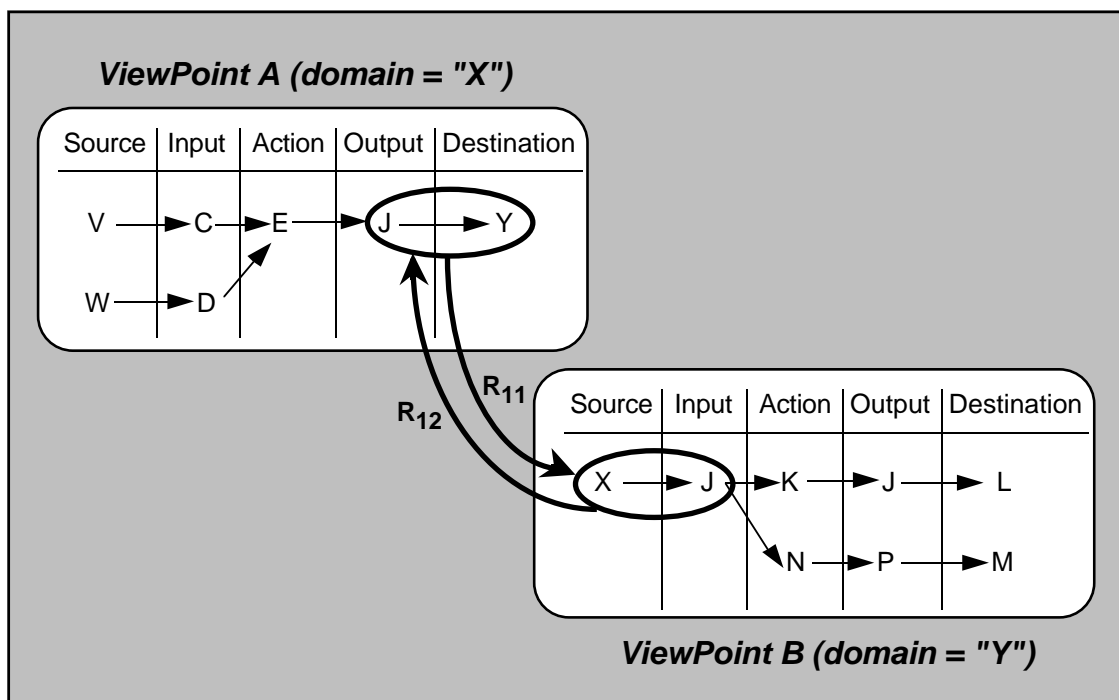 ViewPoint A (domain = "X")
Source Input Action Output Destination
V C E J Y
W D
R11
R12
Source Input Action Output Destination
X J K J L
N P M
ViewPoint B (domain = "Y")